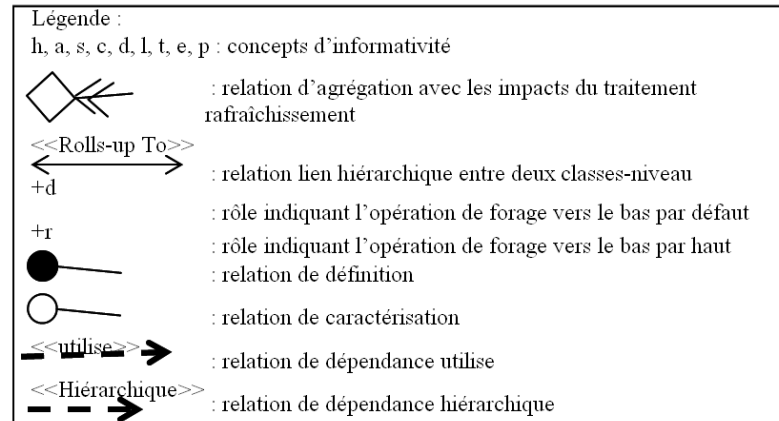 Légende :
h, a, s, c, d, l, t, e, p : concepts d'informativité
: relation d'agrégation avec les impacts du traitement
rafraîchissement
<<Rolls-up To>>
: relation lien hiérarchique entre deux classes-niveau
+d
: rôle indiquant l'opération de forage vers le bas par défaut
+r
: rôle indiquant l'opération de forage vers le bas par haut
: relation de définition
: relation de caractérisation
<<utilise>>
: relation de dépendance utilise
<<Hiérarchique>>
: relation de dépendance hiérarchique